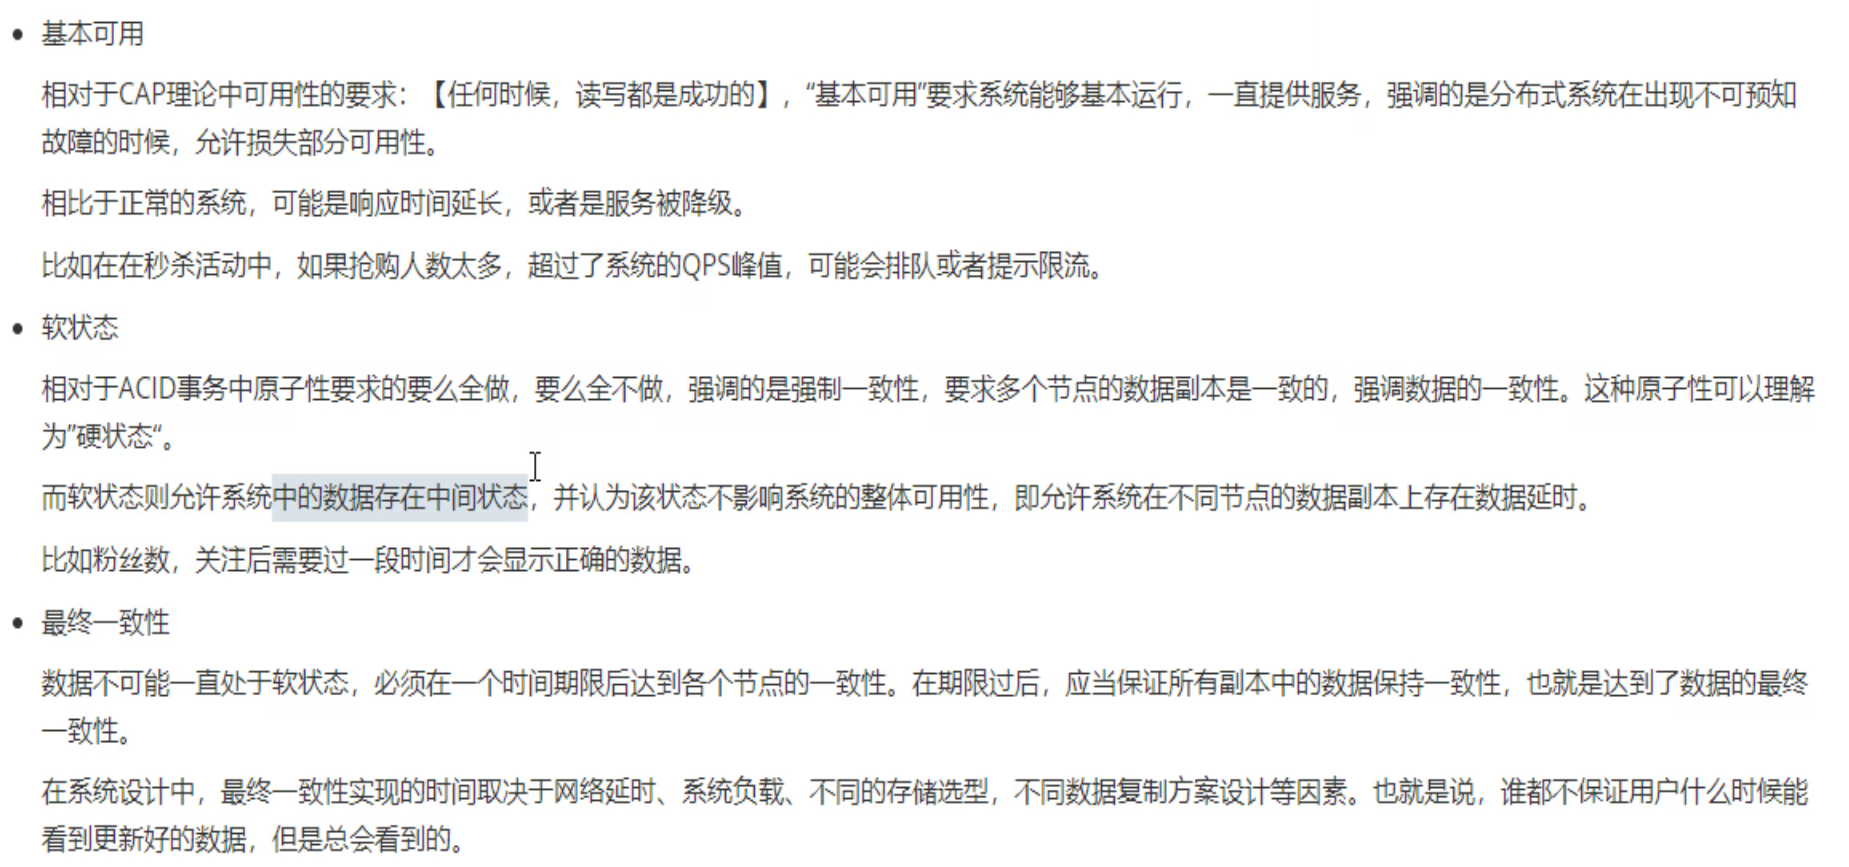 基本可用
相对于CAP理论中可用性的要求：【任何时候，读写都是成功的】，“基本可用”要求系统能够基本运行，一直提供服务，强调的是分布式系统在出现不可预知
故障的时候，允许损失部分可用性。
相比于正常的系统，可能是响应时间延长，或者是服务被降级。
比如在在秒杀活动中，如果抢购人数太多，超过了系统的QPS峰值，可能会排队或者提示限流。
软状态
相对于ACID事务中原子性要求的要么全做，要么全不做，强调的是强制一致性，要求多个节点的数据副本是一致的，强调数据的一致性。这种原子性可以理解
为”硬状态“。
而软状态则允许系统中的数据存在中间状态，并认为该状态不影响系统的整体可用性，即允许系统在不同节点的数据副本上存在数据延时。
比如粉丝数，关注后需要过一段时间才会显示正确的数据。
最终一致性
数据不可能一直处于软状态，必须在一个时间期限后达到各个节点的一致性。在期限过后，应当保证所有副本中的数据保持一致性，也就是达到了数据的最终
一致性。
在系统设计中，最终一致性实现的时间取决于网络延时、系统负载、不同的存储选型，不同数据复制方案设计等因素。也就是说，谁都不保证用户什么时候能
看到更新好的数据，但是总会看到的。